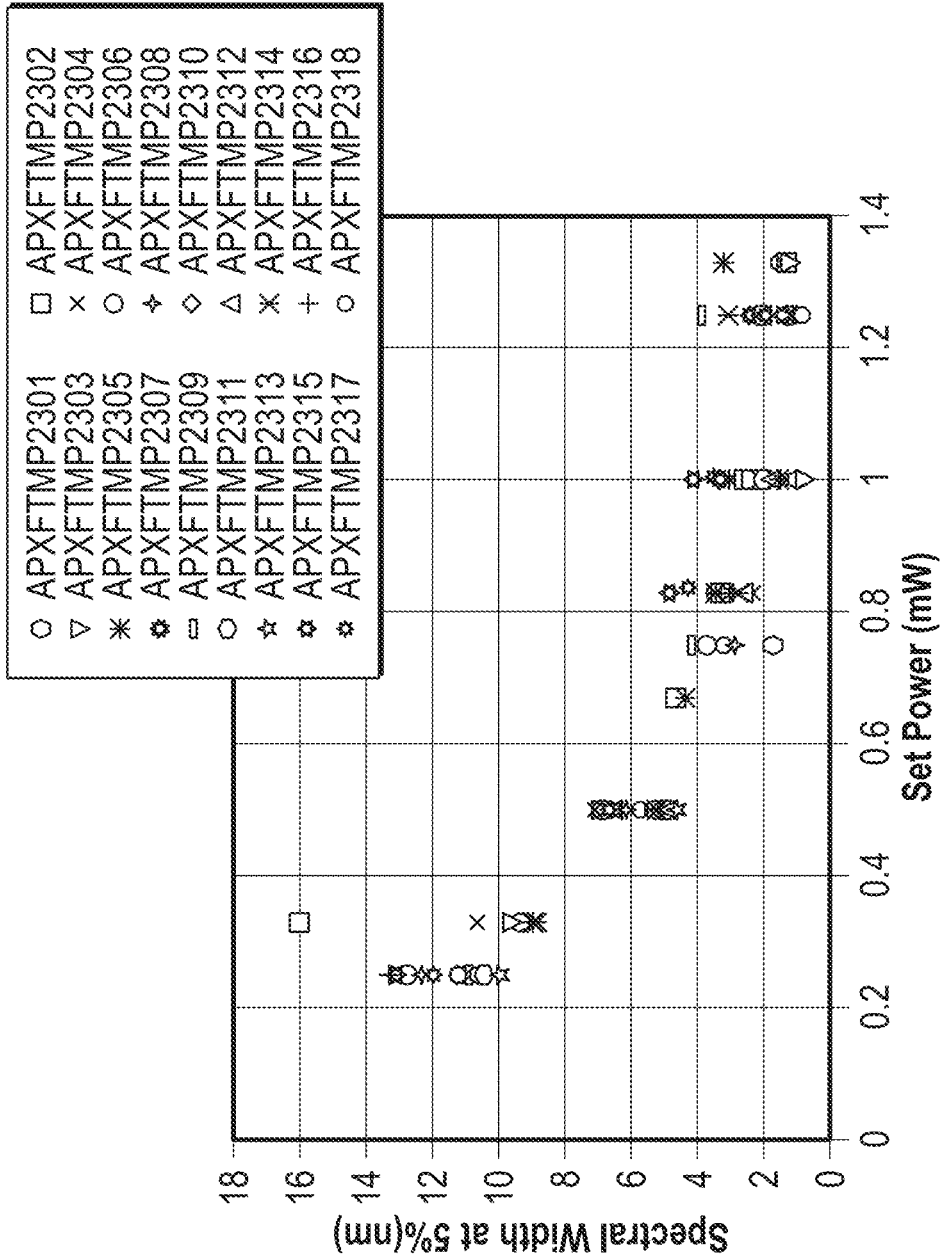 APXFTMP2301 APXFTMP2302
APXFTMP2303 APXFTMP2304
APXFTMP2305 APXFTMP2306
APXFTMP2307 APXFTMP2308
APXFTMP2309 APXFTMP2310
APXFTMP2311 APXFTMP2312
APXFTMP2313 APXFTMP2314
APXFTMP2315 APXFTMP2316
APXFTMP2317 APXFTMP2318
Spectral Width at 5%(nm)
18
16
14
12
10
8
6
4
2
0
0 0.2 0.4 0.6 0.8 1 1.2 1.4
Set Power (mW)